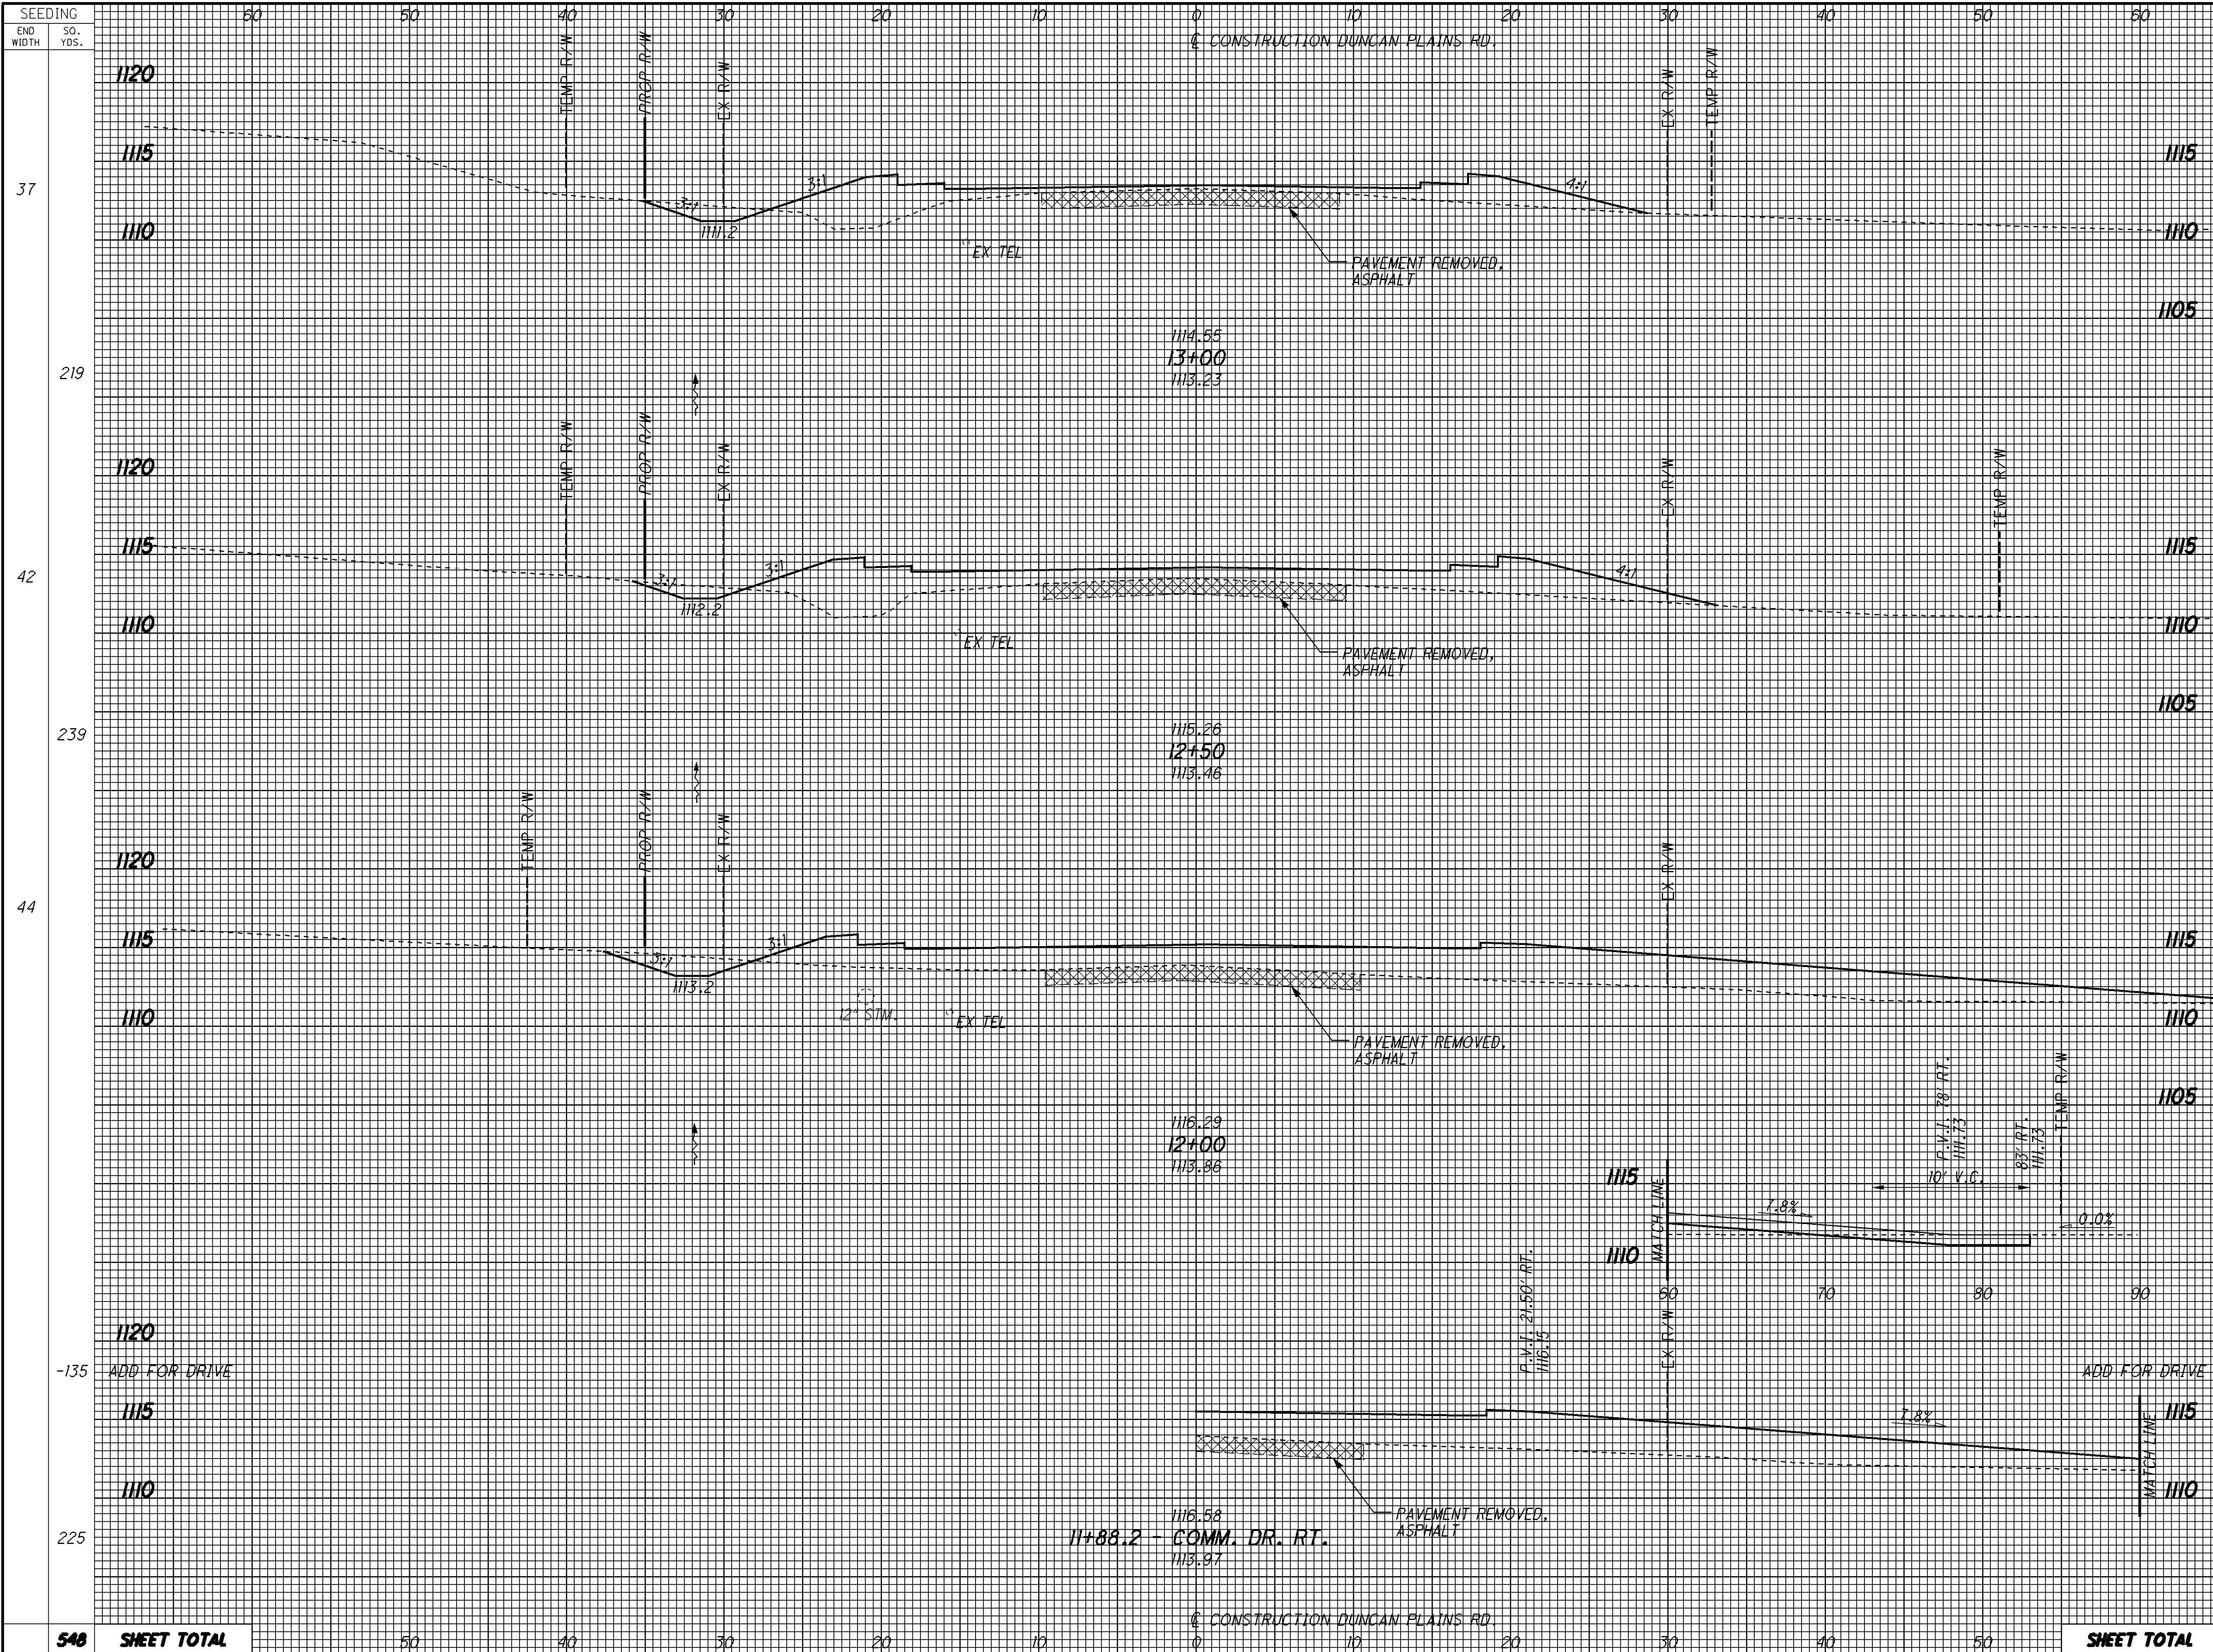 SEEDING
END WIDTH
SQ. YDS.
60 50 40 30 20 10 0 10 20 30 40 50 60
℄ CONSTRUCTION DUNCAN PLAINS RD.
TEMP R/W
PROP R/W
EX R/W
EX R/W
TEMP R/W
1120
1115
1115
37
3:1
3:1
4:1
1110
1111.2
1110
EX TEL
PAVEMENT REMOVED,
ASPHALT
1105
1114.55
13+00
1113.23
219
TEMP R/W
PROP R/W
EX R/W
EX R/W
TEMP R/W
1120
1115
1115
42
3:1
3:1
4:1
1112.2
1110
1110
EX TEL
PAVEMENT REMOVED,
ASPHALT
1105
1115.26
12+50
1113.46
239
TEMP R/W
PROP R/W
EX R/W
EX R/W
1120
44
1115
1115
3:1
3:1
1113.2
1110
1110
12" STM.
EX TEL
PAVEMENT REMOVED,
ASPHALT
1105
1116.29
12+00
1113.86
P.V.I. 78' RT.
1111.73
83' RT.
1111.73
TEMP R/W
1115
MATCH LINE
10' V.C.
7.8%
0.0%
1110
60 70 80 90
P.V.I. 21.50' RT.
1116.15
EX R/W
1120
-135
ADD FOR DRIVE
ADD FOR DRIVE
1115
1115
7.8%
MATCH LINE
1110
1110
PAVEMENT REMOVED,
ASPHALT
1116.58
11+88.2 - COMM. DR. RT.
1113.97
225
℄ CONSTRUCTION DUNCAN PLAINS RD.
548 SHEET TOTAL
50 40 30 20 10 0 10 20 30 40 50
SHEET TOTAL